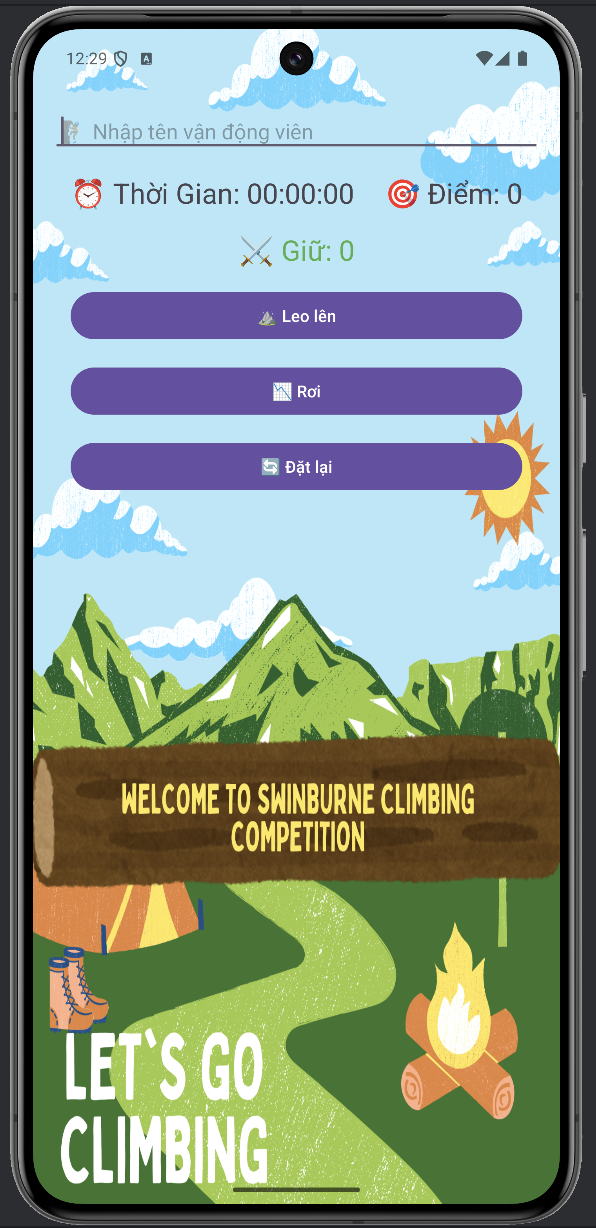 12:29
Nhập tên vận động viên
Thời Gian: 00:00:00 Điểm: 0
Giữ: 0
Leo lên
Rơi
Đặt lại
WELCOME TO SWINBURNE CLIMBING
COMPETITION
LET`S GO
CLIMBING